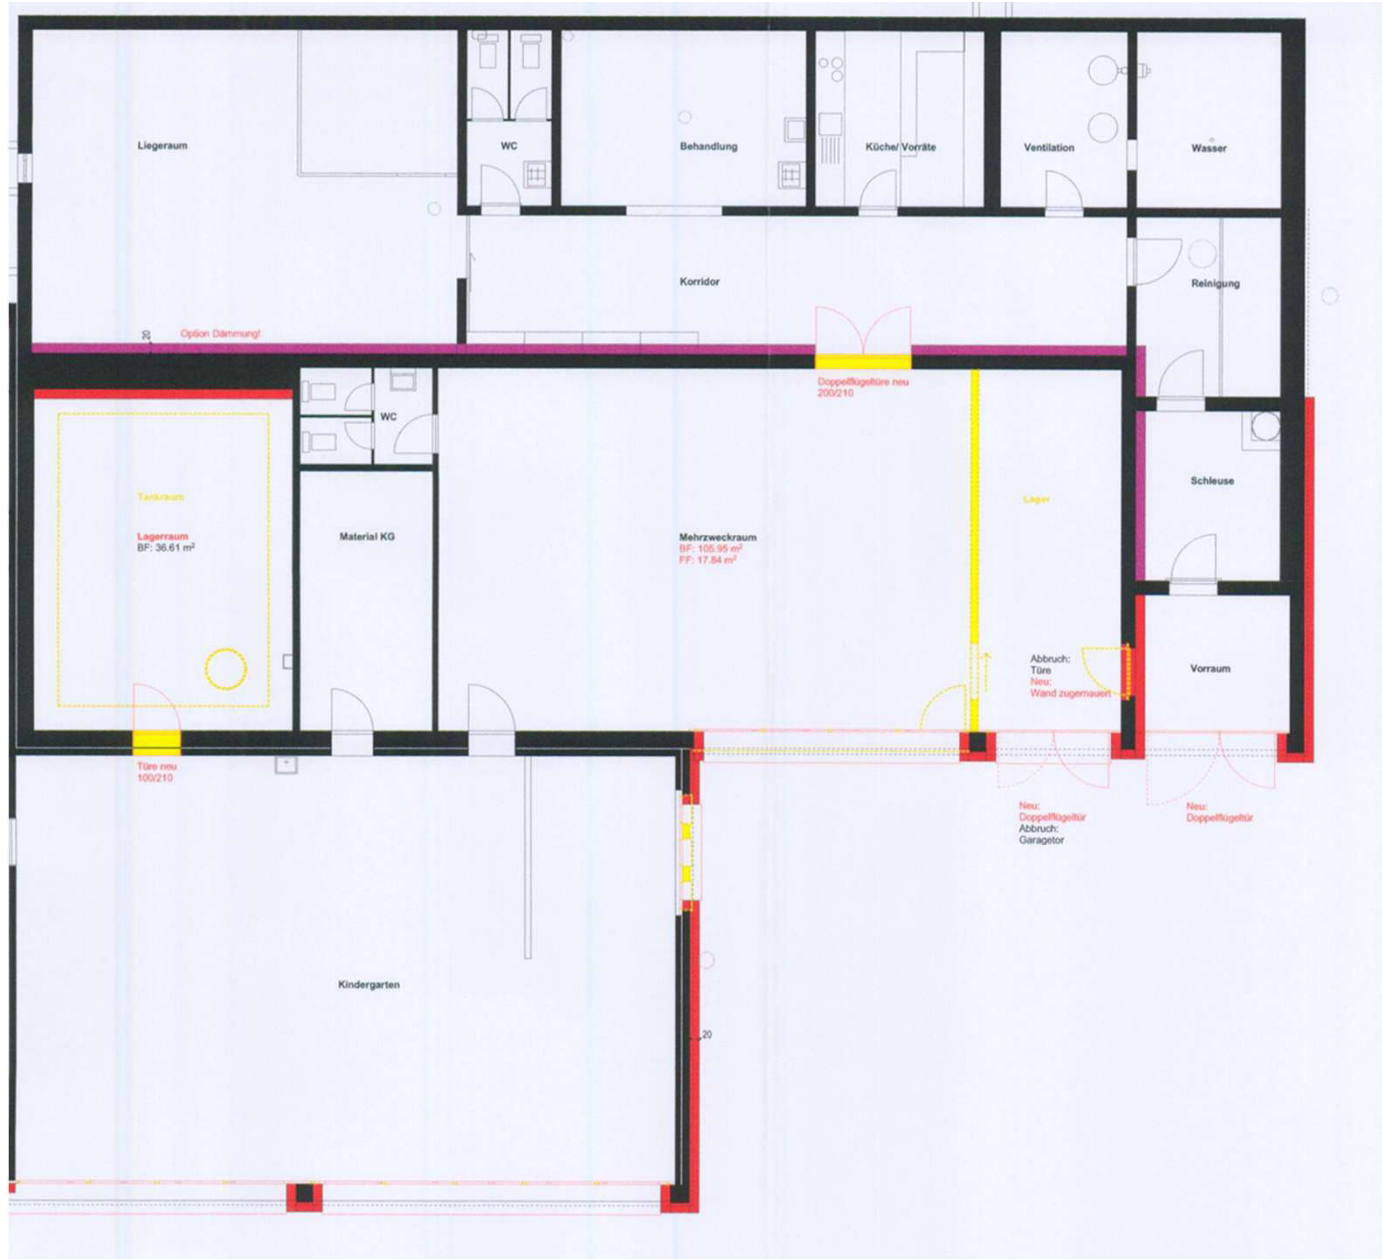 Liegeraum
WC
Behandlung
Küche/ Vorräte
Ventilation
Wasser
Korridor
Reinigung
20
Option Dämmung!
Doppelflügeltüre neu
200/210
WC
Tankraum
Lagerraum
BF: 36.61 m²
Material KG
Mehrzweckraum
BF: 105.95 m²
FF: 17.84 m²
Lager
Schleuse
Abbruch:
Türe
Neu:
Wand zugemauert
Vorraum
Türe neu
100/210
Neu:
Doppelflügeltür
Abbruch:
Garagetor
Neu:
Doppelflügeltür
Kindergarten
20